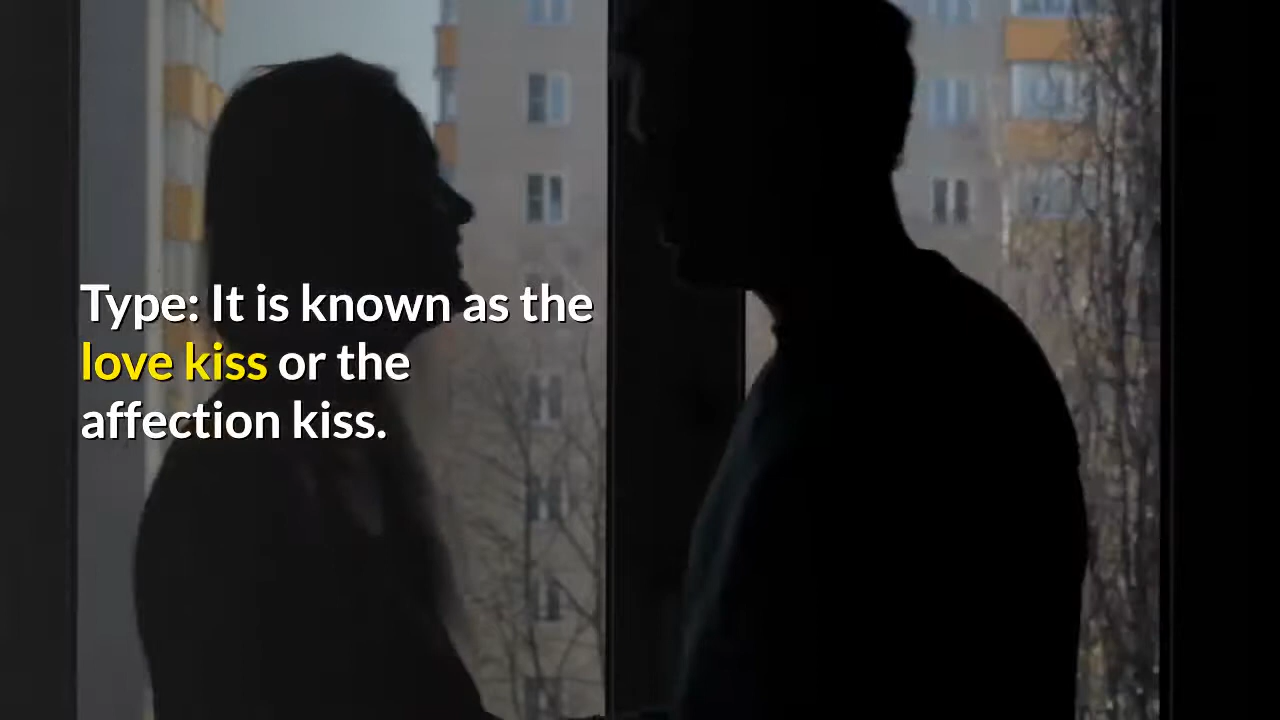 Type: It is known as the
love kiss or the
affection kiss.